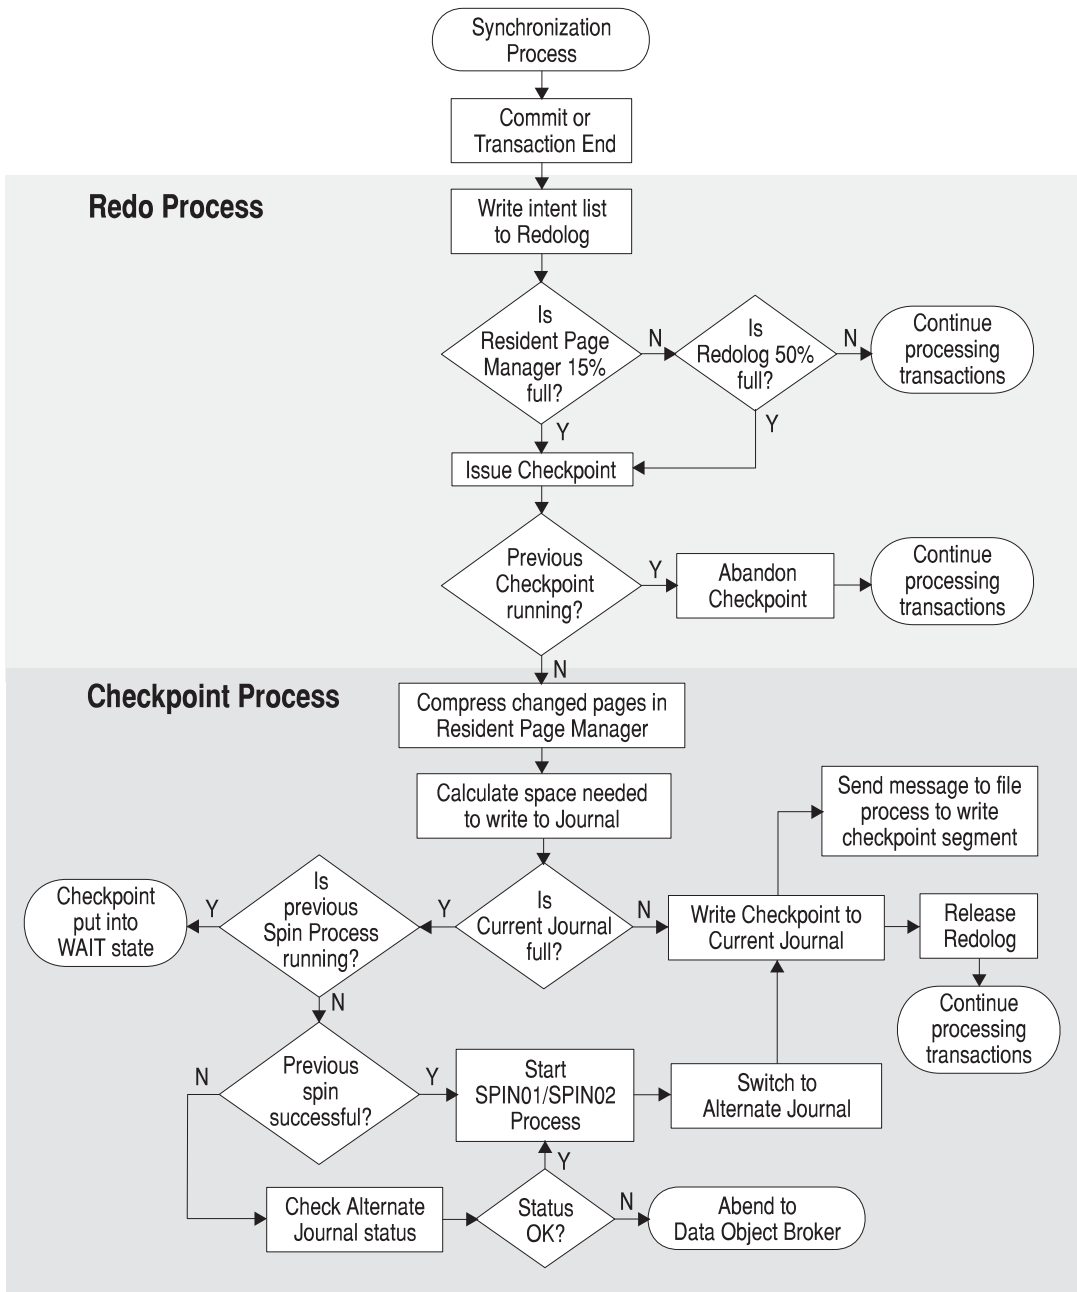 Synchronization
Process
Commit or
Transaction End
Redo Process
Write intent list
to Redolog
Is
Resident Page
Manager 15%
full?
N
Is
Redolog 50%
full?
N
Continue
processing
transactions
Y
Y
Issue Checkpoint
Previous
Checkpoint
running?
Y
Abandon
Checkpoint
Continue
processing
transactions
N
Checkpoint Process
Compress changed pages in
Resident Page Manager
Calculate space needed
to write to Journal
Send message to file
process to write
checkpoint segment
Checkpoint
put into
WAIT state
Y
Is
previous
Spin Process
running?
Y
Is
Current Journal
full?
N
Write Checkpoint to
Current Journal
Release
Redolog
Continue
processing
transactions
N
N
Previous
spin
successful?
Y
Start
SPIN01/SPIN02
Process
Switch to
Alternate Journal
Y
Check Alternate
Journal status
Status
OK?
N
Abend to
Data Object Broker